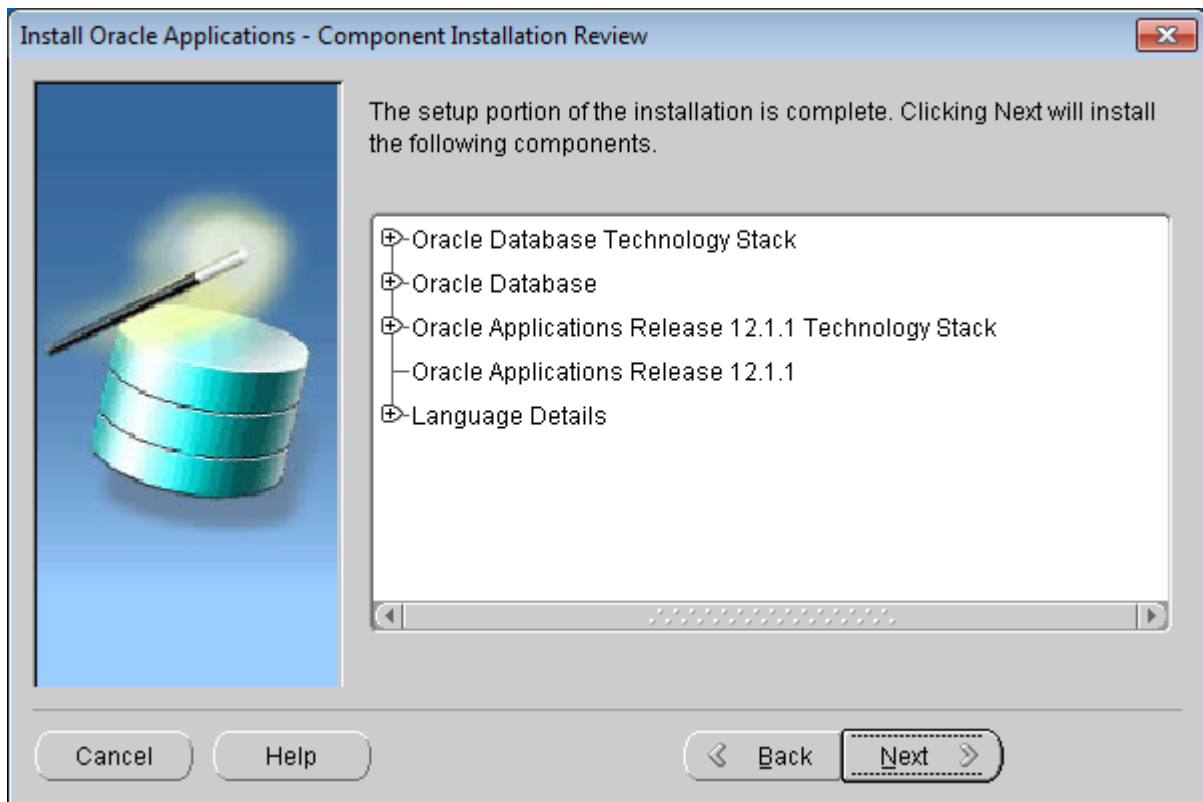 Install Oracle Applications - Component Installation Review
The setup portion of the installation is complete. Clicking Next will install
the following components.
Oracle Database Technology Stack
Oracle Database
Oracle Applications Release 12.1.1 Technology Stack
Oracle Applications Release 12.1.1
Language Details
Cancel
Help
Back
Next